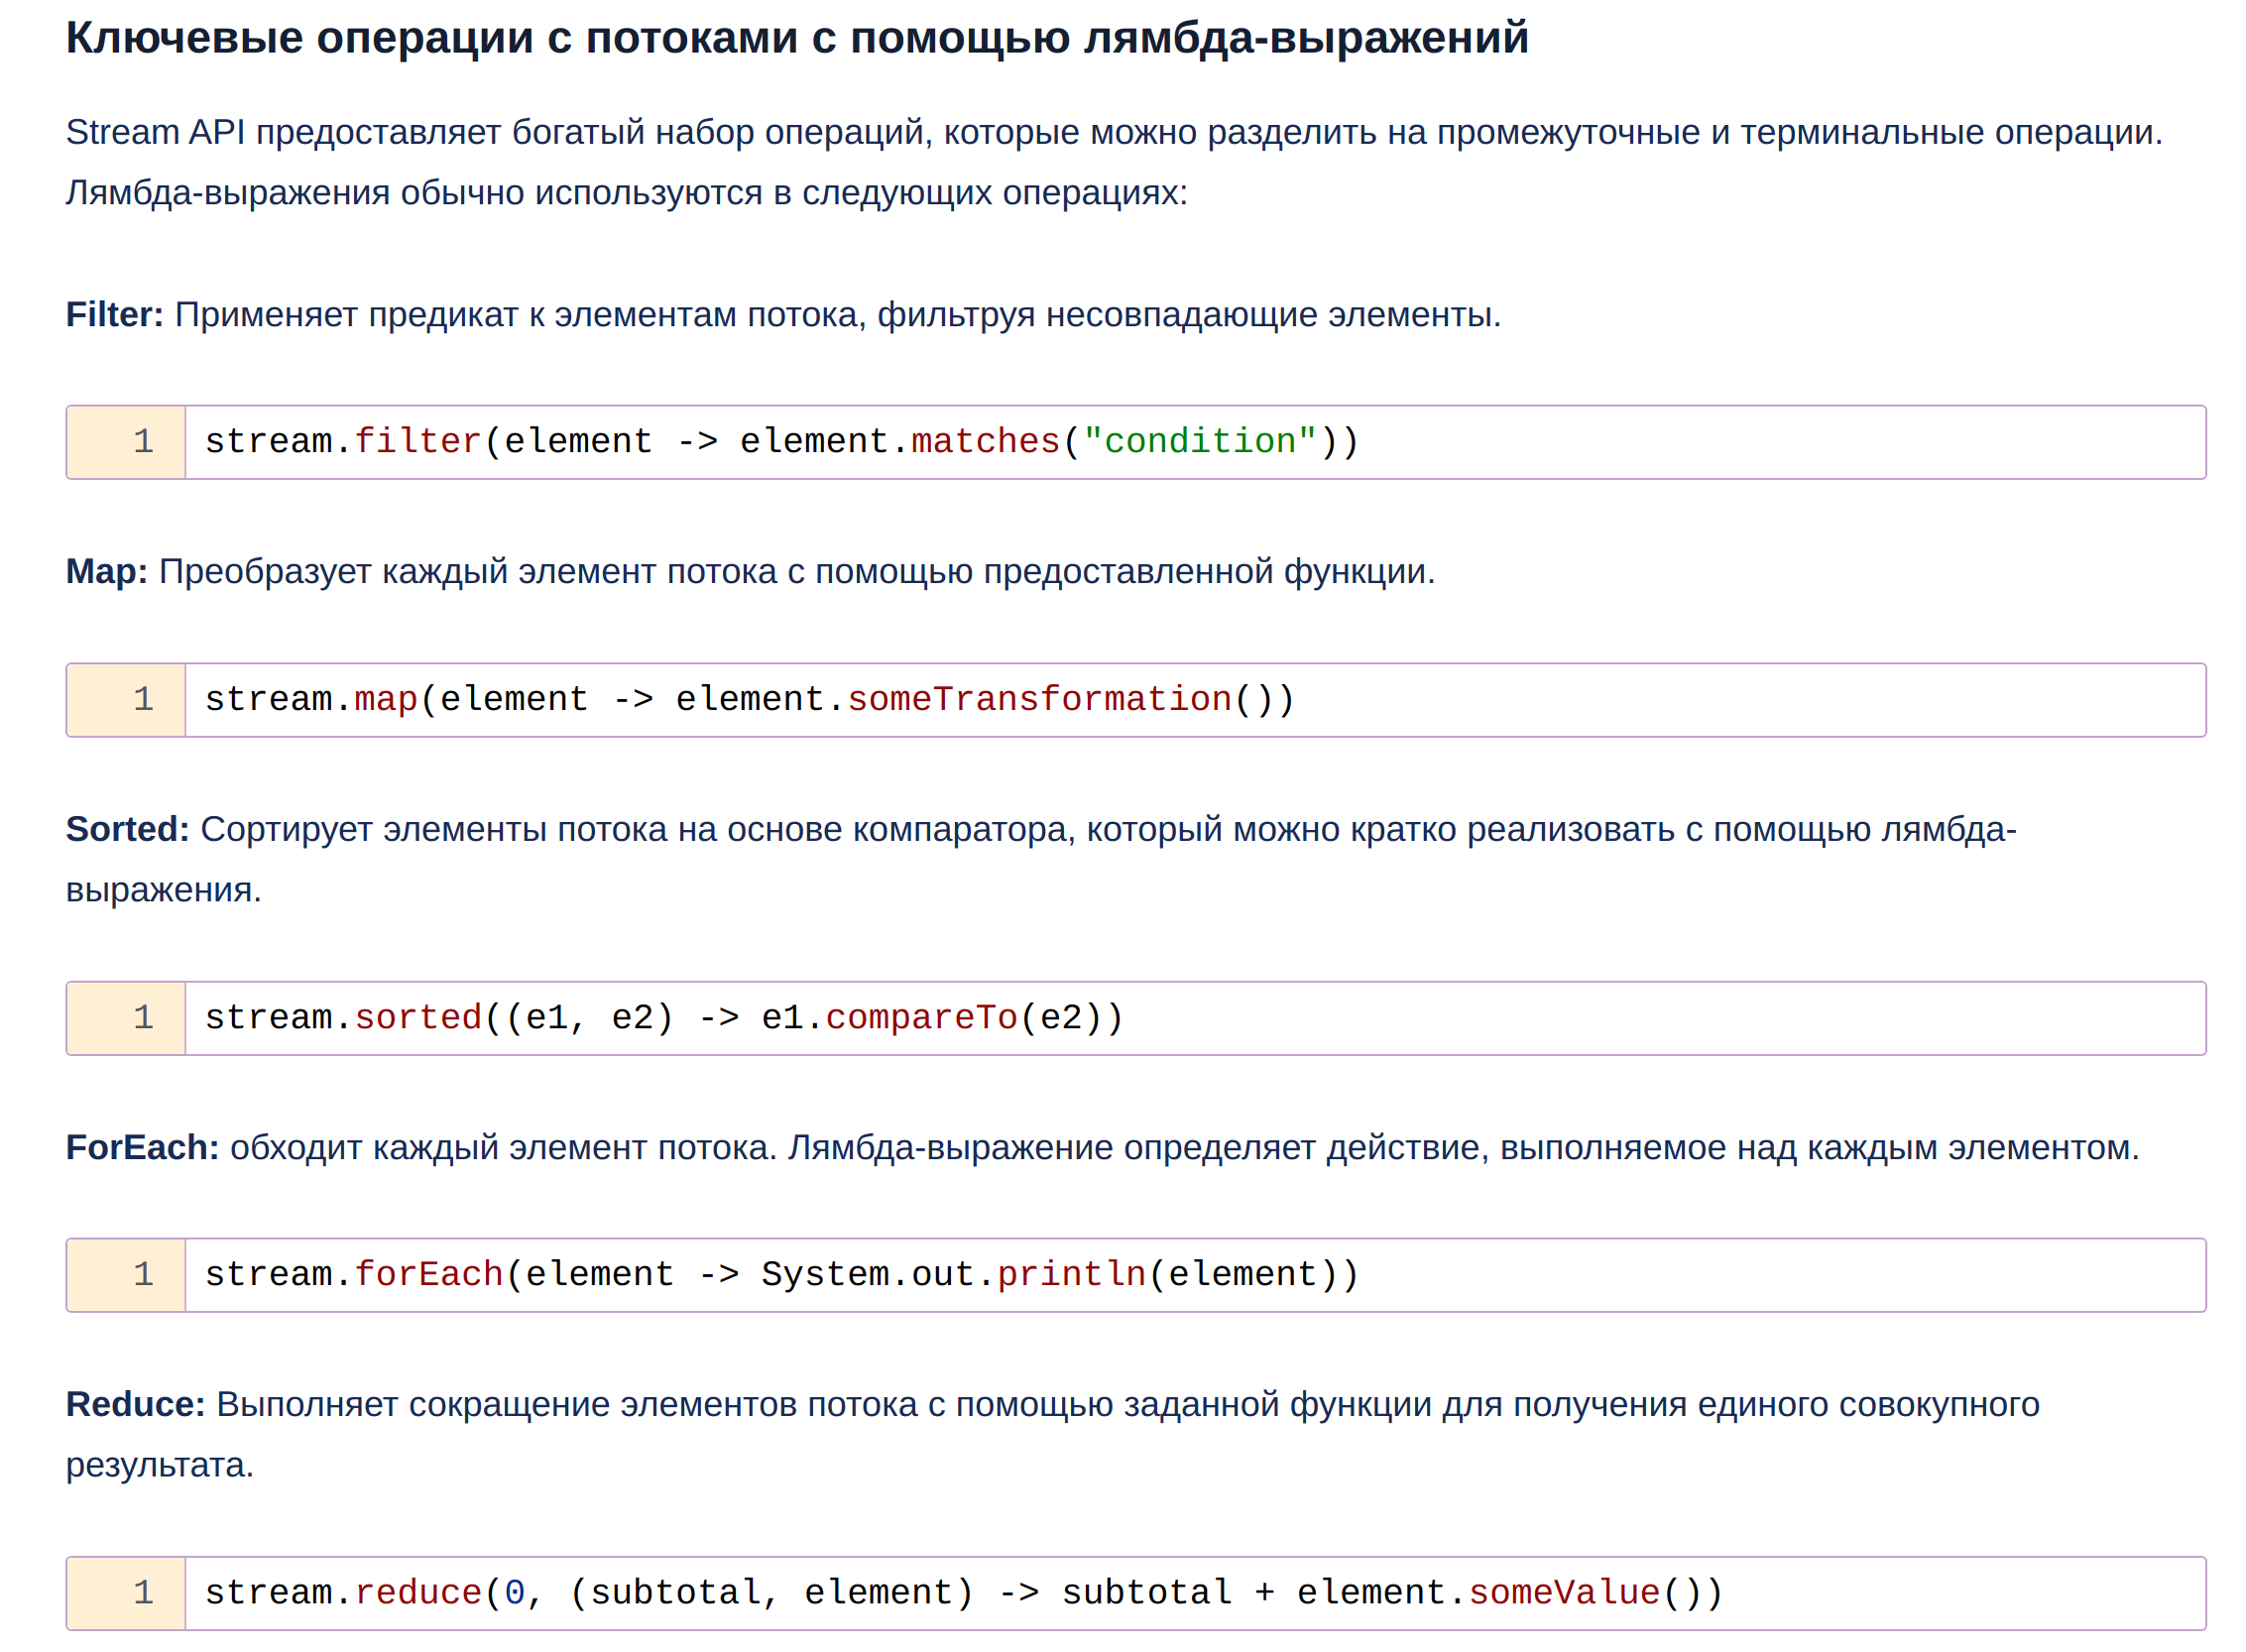 Ключевые операции с потоками с помощью лямбда-выражений
Stream API предоставляет богатый набор операций, которые можно разделить на промежуточные и терминальные операции.
Лямбда-выражения обычно используются в следующих операциях:
Filter: Применяет предикат к элементам потока, фильтруя несовпадающие элементы.
1 stream.filter(element -> element.matches("condition"))
Map: Преобразует каждый элемент потока с помощью предоставленной функции.
1 stream.map(element -> element.someTransformation())
Sorted: Сортирует элементы потока на основе компаратора, который можно кратко реализовать с помощью лямбда-
выражения.
1 stream.sorted((e1, e2) -> e1.compareTo(e2))
ForEach: обходит каждый элемент потока. Лямбда-выражение определяет действие, выполняемое над каждым элементом.
1 stream.forEach(element -> System.out.println(element))
Reduce: Выполняет сокращение элементов потока с помощью заданной функции для получения единого совокупного
результата.
1 stream.reduce(0, (subtotal, element) -> subtotal + element.someValue())